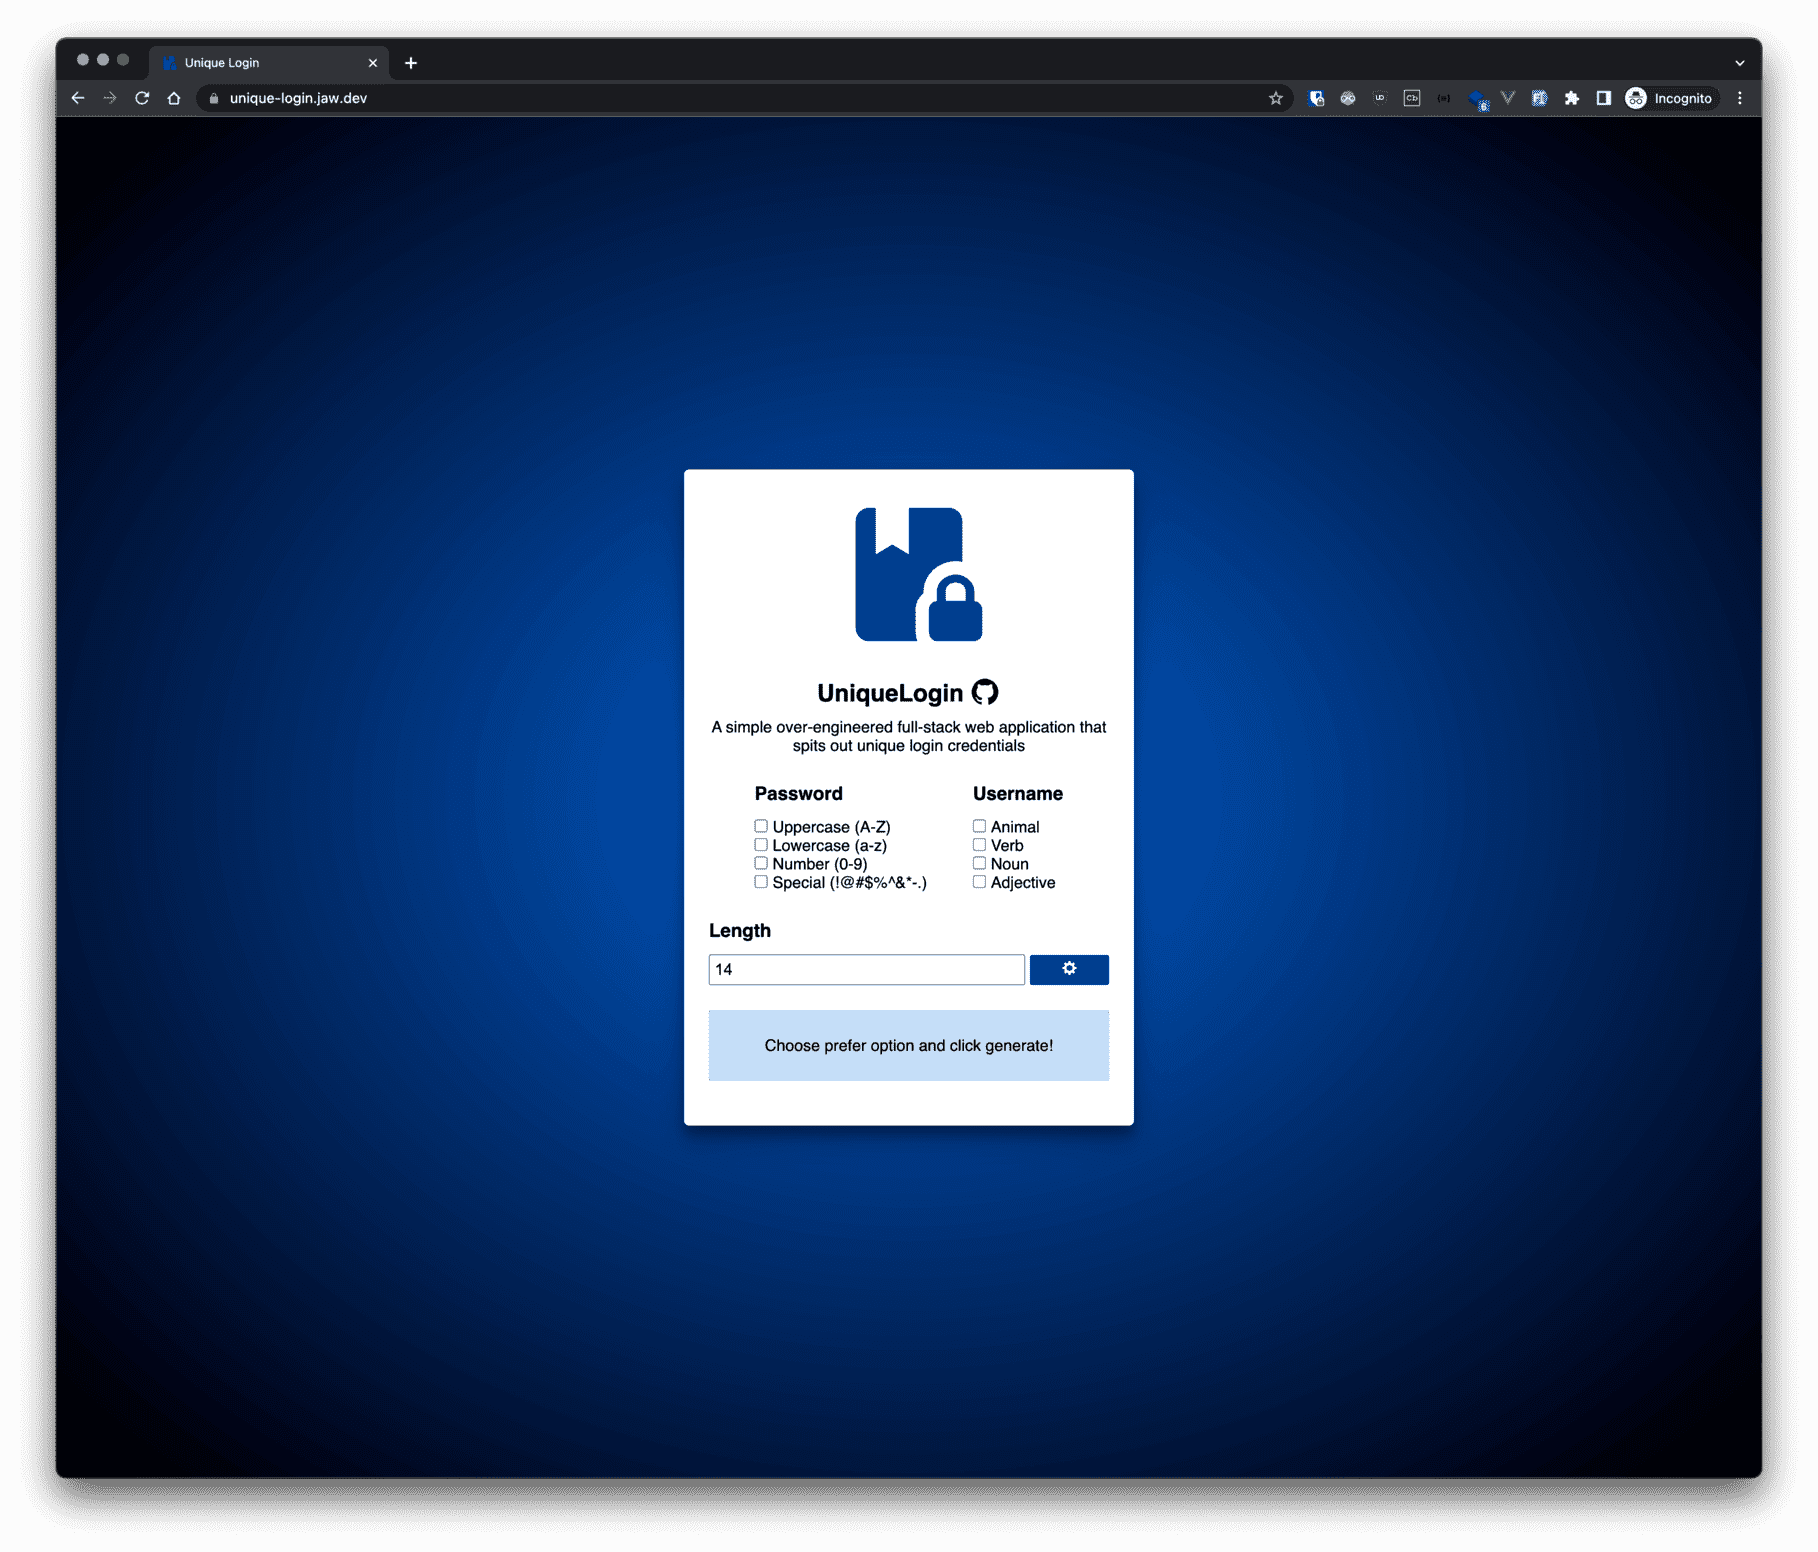 Unique Login
unique-login.jaw.dev
Incognito
UniqueLogin
A simple over-engineered full-stack web application that
spits out unique login credentials
Password
Username
Uppercase (A-Z)
Animal
Lowercase (a-z)
Verb
Number (0-9)
Noun
Special (!@#$%^&*-.)
Adjective
Length
14
Choose prefer option and click generate!